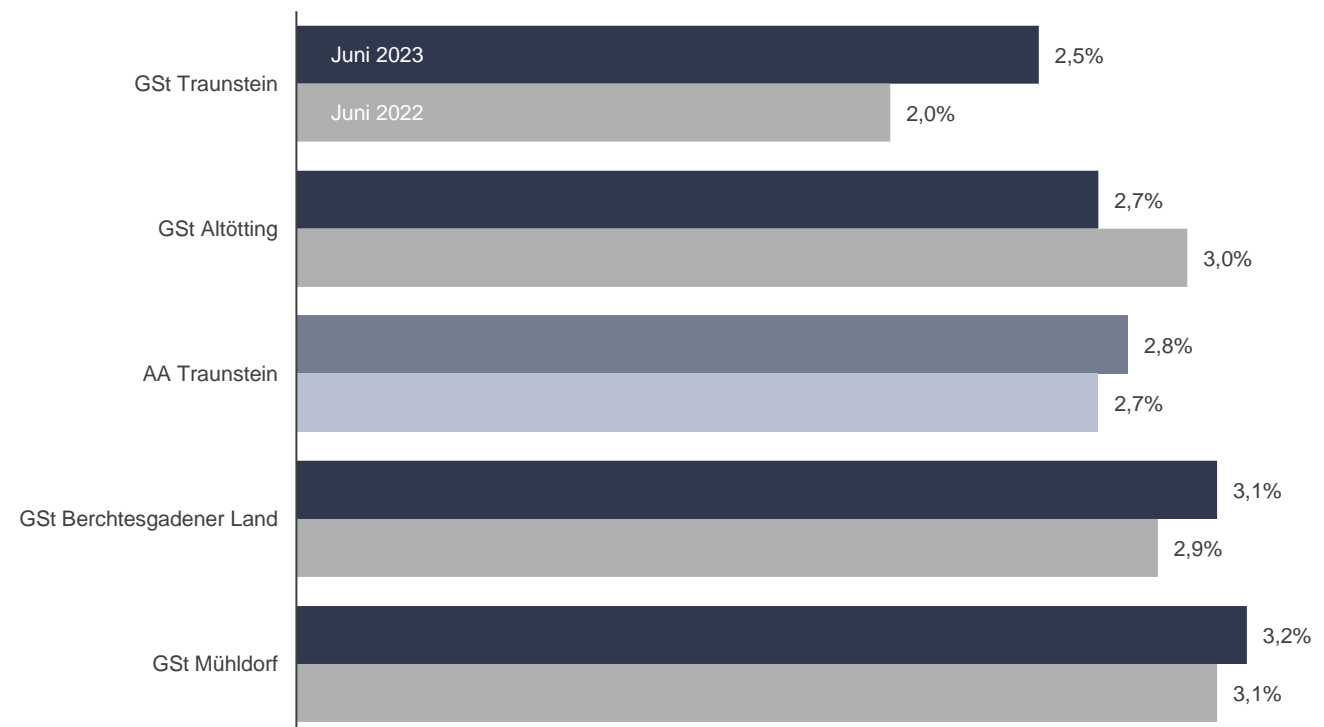 Juni 2023
2,5%
GSt Traunstein
Juni 2022
2,0%
2,7%
GSt Altötting
3,0%
2,8%
AA Traunstein
2,7%
3,1%
GSt Berchtesgadener Land
2,9%
3,2%
GSt Mühldorf
3,1%